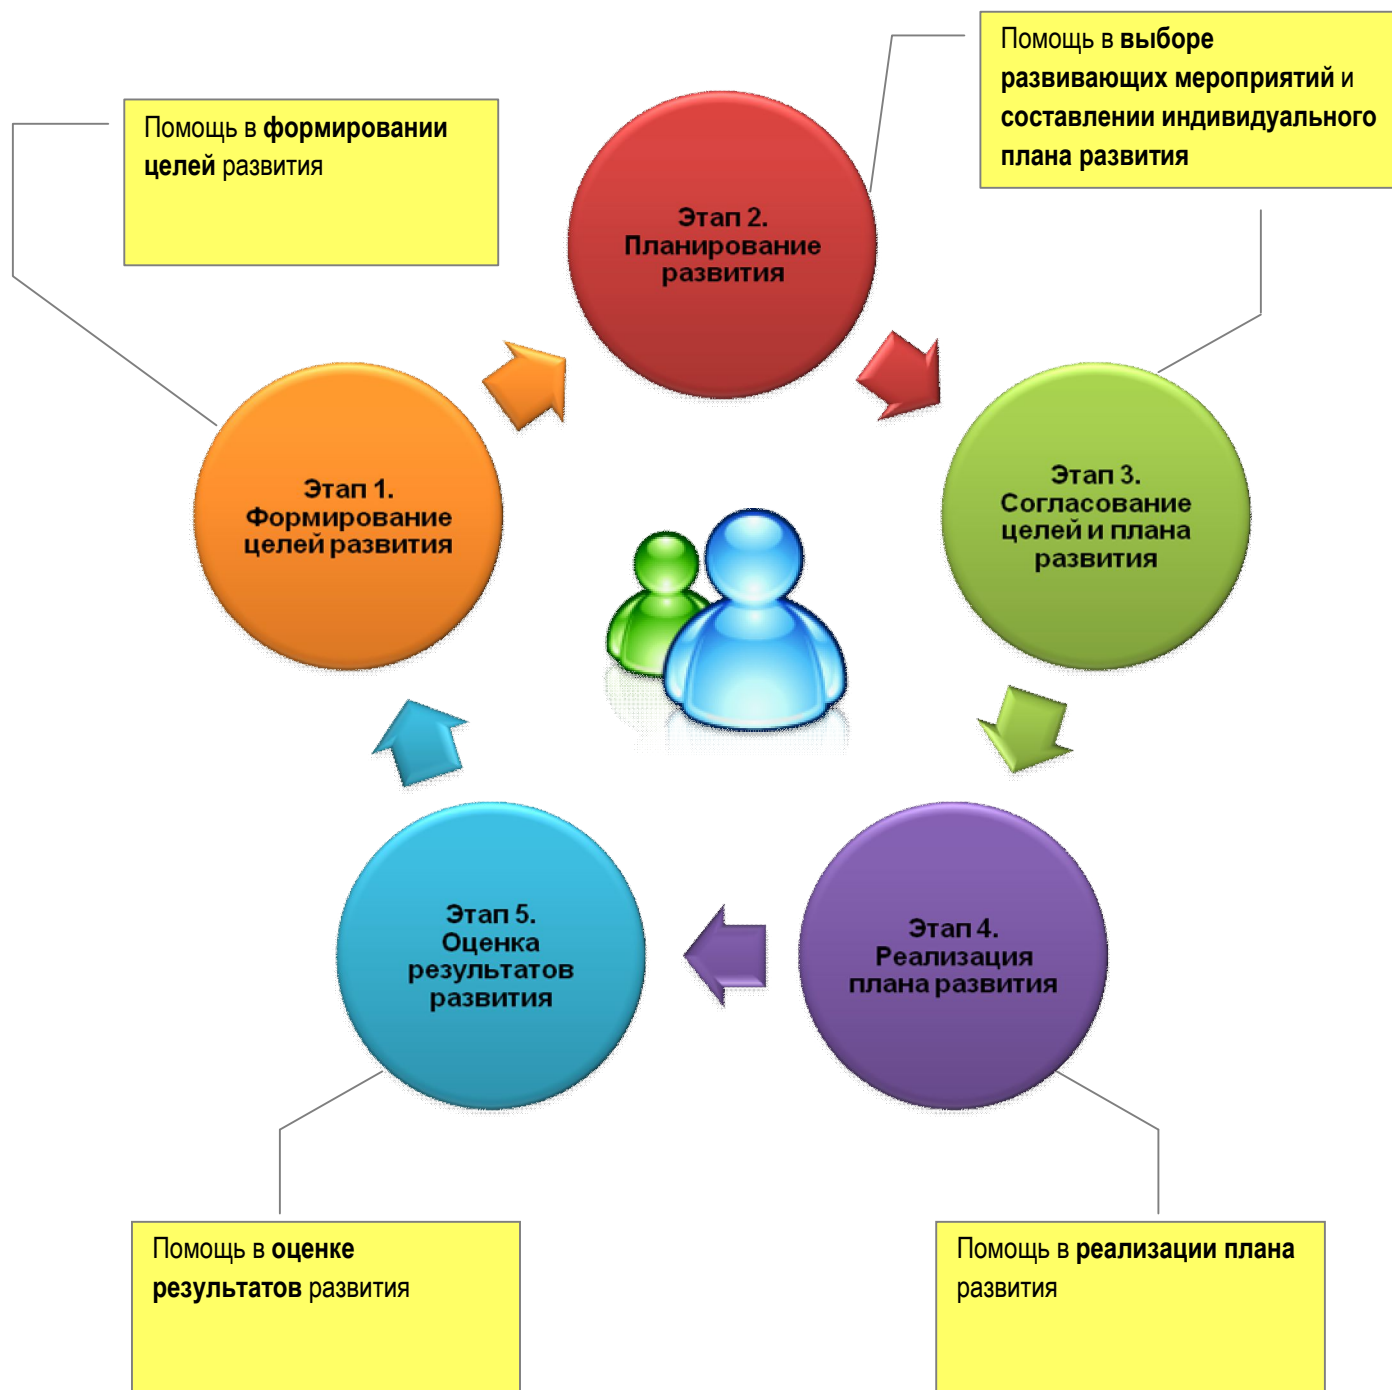 Помощь в выборе
развивающих мероприятий и
составлении индивидуального
плана развития
Помощь в формировании
целей развития
Этап 2.
Планирование
развития
Этап 1.
Формирование
целей развития
Этап 3.
Согласование
целей и плана
развития
Этап 5.
Оценка
результатов
развития
Этап 4.
Реализация
плана развития
Помощь в оценке
результатов развития
Помощь в реализации плана
развития